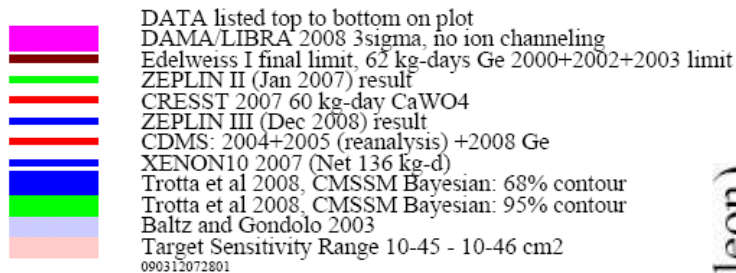 DATA listed top to bottom on plot
DAMA/LIBRA 2008 3sigma, no ion channeling
Edelweiss I final limit, 62 kg-days Ge 2000+2002+2003 limit
ZEPLIN II (Jan 2007) result
CRESST 2007 60 kg-day CaWO4
ZEPLIN III (Dec 2008) result
CDMS: 2004+2005 (reanalysis) +2008 Ge
XENON10 2007 (Net 136 kg-d)
Trotta et al 2008, CMSSM Bayesian: 68% contour
Trotta et al 2008, CMSSM Bayesian: 95% contour
Baltz and Gondolo 2003
Target Sensitivity Range 10-45 - 10-46 cm2
090312072801
leon)